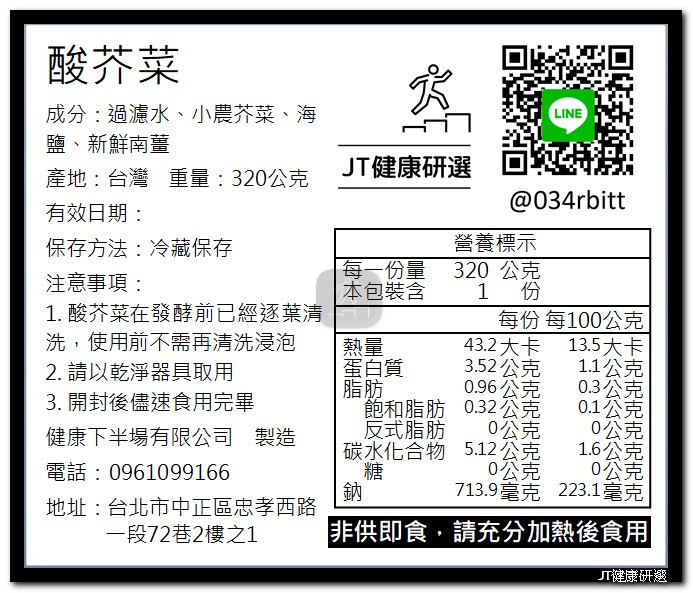 酸芥菜
成分：過濾水、小農芥菜、海
鹽、新鮮南薑
產地：台灣　重量：320公克
有效日期：
保存方法：冷藏保存
注意事項：
1. 酸芥菜在發酵前已經逐葉清
洗，使用前不需再清洗浸泡
2. 請以乾淨器具取用
3. 開封後儘速食用完畢
健康下半場有限公司　製造
電話：0961099166
地址：台北市中正區忠孝西路
一段72巷2樓之1
JT健康研選
LINE
@034rbitt
營養標示
每一份量　320　公克
本包裝含　1　份
每份　每100公克
熱量　43.2大卡　13.5大卡
蛋白質　3.52公克　1.1公克
脂肪　0.96公克　0.3公克
飽和脂肪　0.32公克　0.1公克
反式脂肪　0公克　0公克
碳水化合物　5.12公克　1.6公克
糖　0公克　0公克
鈉　713.9毫克　223.1毫克
非供即食，請充分加熱後食用
JT健康研選